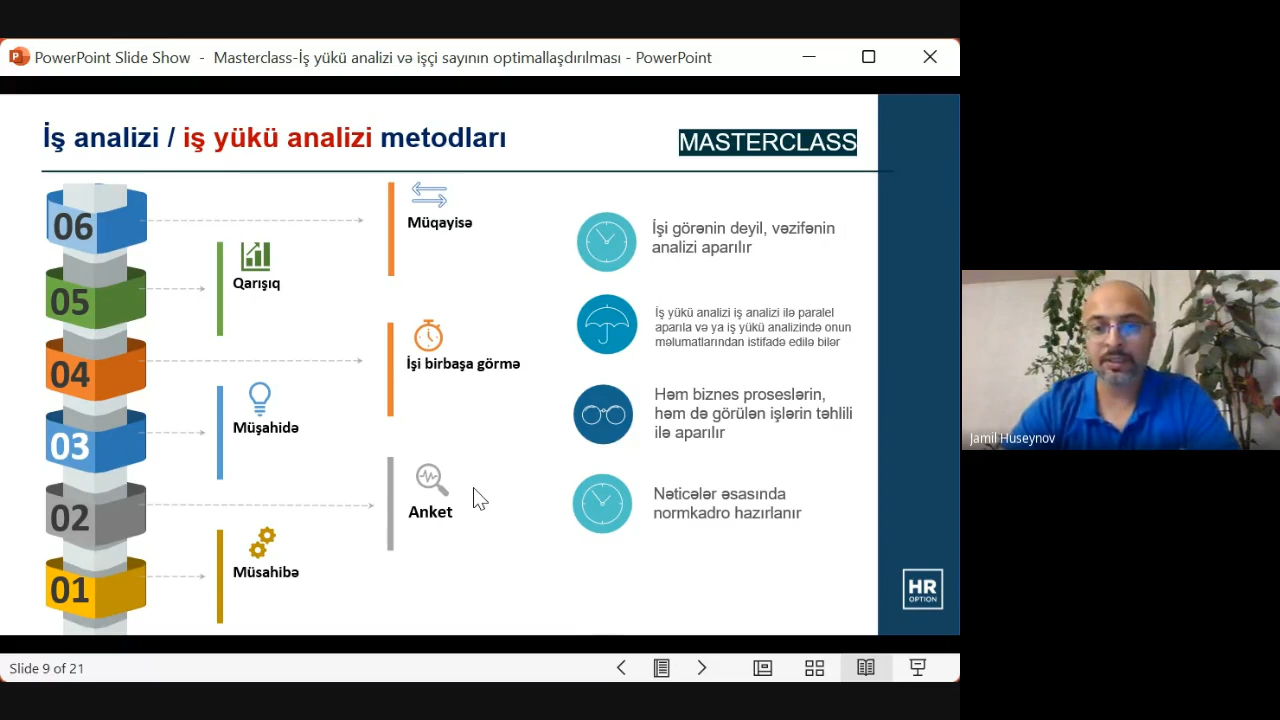 PowerPoint Slide Show - Masterclass-İş yükü analizi və işçi sayının optimallaşdırılması - PowerPoint
İş analizi / iş yükü analizi metodları
MASTERCLASS
06
Müqayisə
05
Qarışıq
04
İşi birbaşa görmə
03
Müşahidə
02
Anket
01
Müsahibə
İşi görənin deyil, vəzifənin
analizi aparılır
İş yükü analizi iş analizi ilə paralel
aparıla və ya iş yükü analizində onun
məlumatlarından istifadə edilə bilər
Həm biznes proseslərin,
həm də görülən işlərin təhlili
ilə aparılır
Nəticələr əsasında
normkadro hazırlanır
HR
OPTION
Slide 9 of 21
Jamil Huseynov